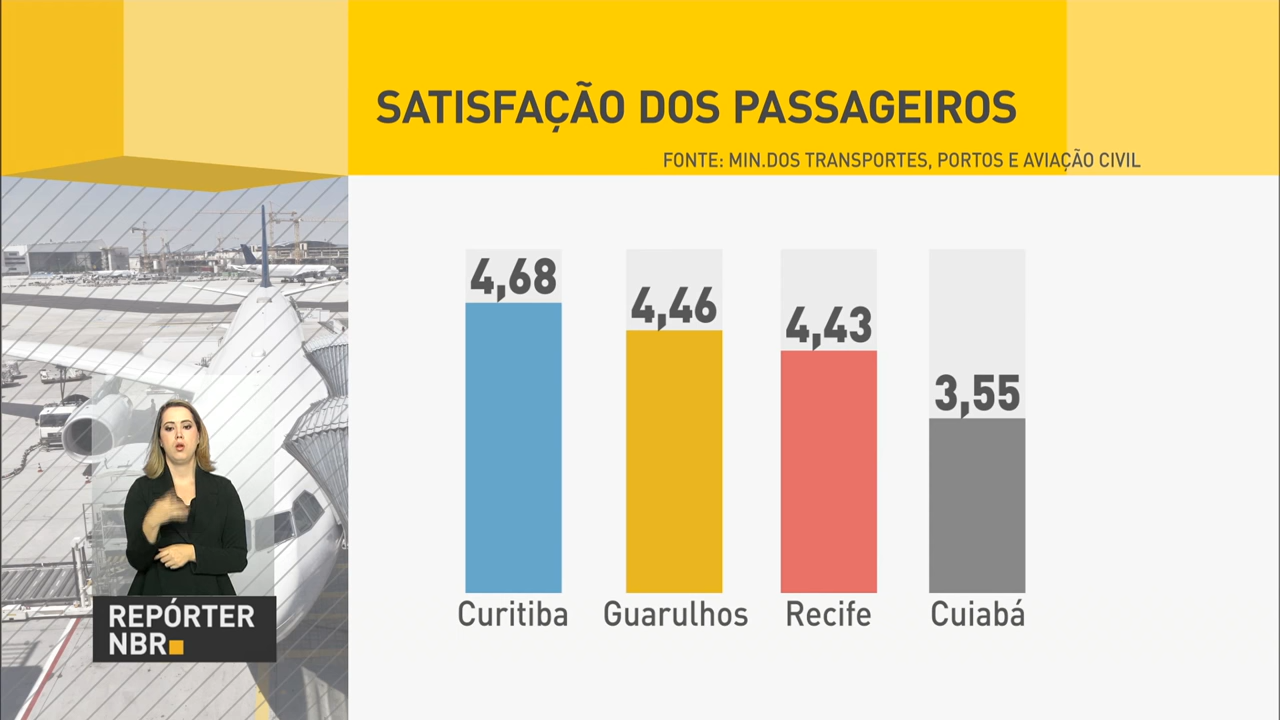 SATISFAÇÃO DOS PASSAGEIROS
FONTE: MIN.DOS TRANSPORTES, PORTOS E AVIAÇÃO CIVIL
4,68
4,46
4,43
3,55
Curitiba
Guarulhos
Recife
Cuiabá
REPÓRTER
NBR